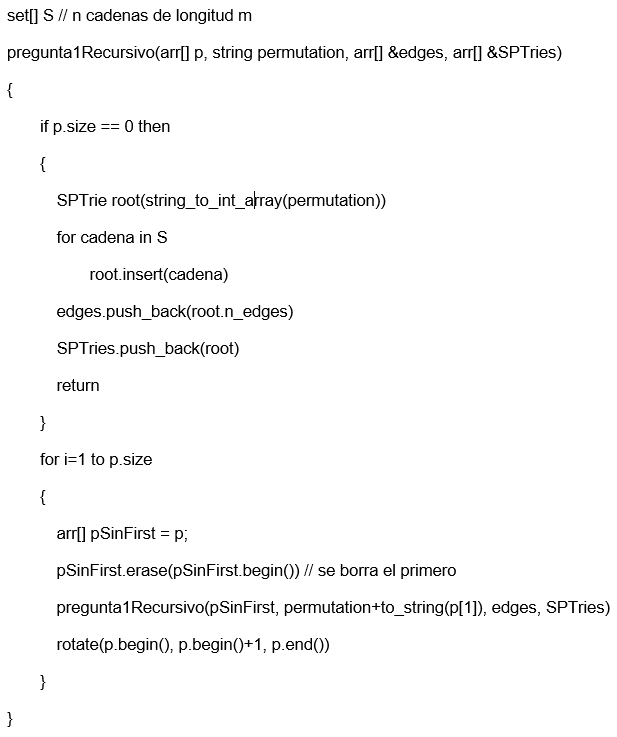 set[] S // n cadenas de longitud m
pregunta1Recursivo(arr[] p, string permutation, arr[] &edges, arr[] &SPTries)
{
if p.size == 0 then
{
SPTrie root(string_to_int_array(permutation))
for cadena in S
root.insert(cadena)
edges.push_back(root.n_edges)
SPTries.push_back(root)
return
}
for i=1 to p.size
{
arr[] pSinFirst = p;
pSinFirst.erase(pSinFirst.begin()) // se borra el primero
pregunta1Recursivo(pSinFirst, permutation+to_string(p[1]), edges, SPTries)
rotate(p.begin(), p.begin()+1, p.end())
}
}